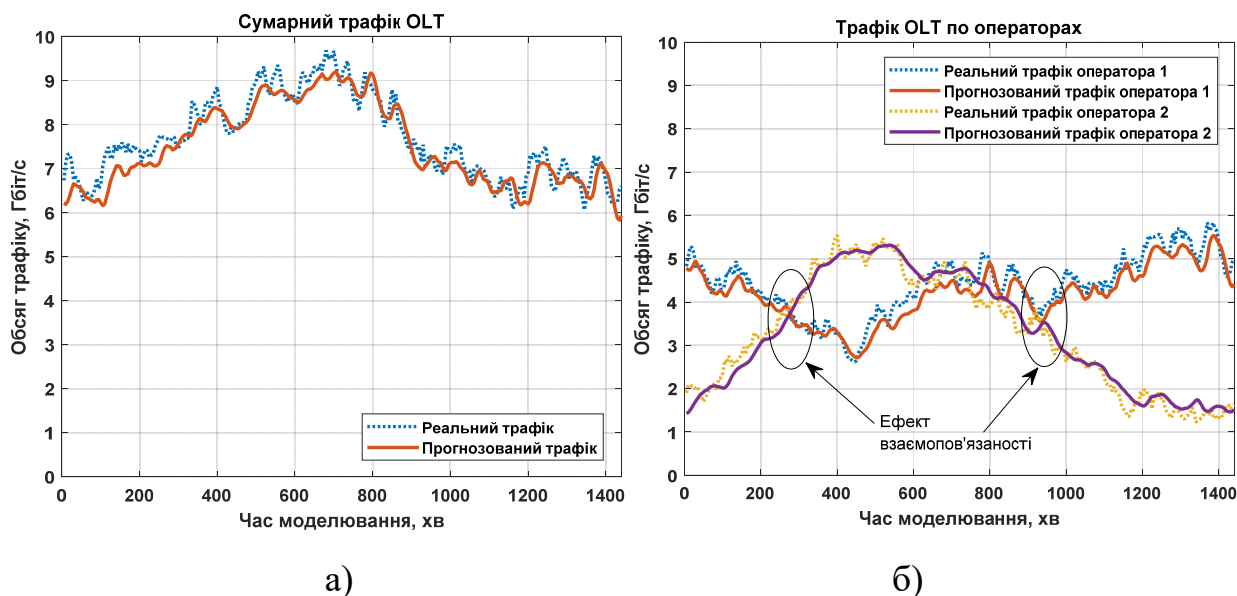 Сумарний трафік OLT
Обсяг трафіку, Гбіт/с
10
9
8
7
6
5
4
3
2
1
0
Реальний трафік
Прогнозований трафік
0 200 400 600 800 1000 1200 1400
Час моделювання, хв
а)
Трафік OLT по операторах
Обсяг трафіку, Гбіт/с
10
9
8
7
6
5
4
3
2
1
0
Реальний трафік оператора 1
Прогнозований трафік оператора 1
Реальний трафік оператора 2
Прогнозований трафік оператора 2
Ефект
взаємопов'язаності
0 200 400 600 800 1000 1200 1400
Час моделювання, хв
б)